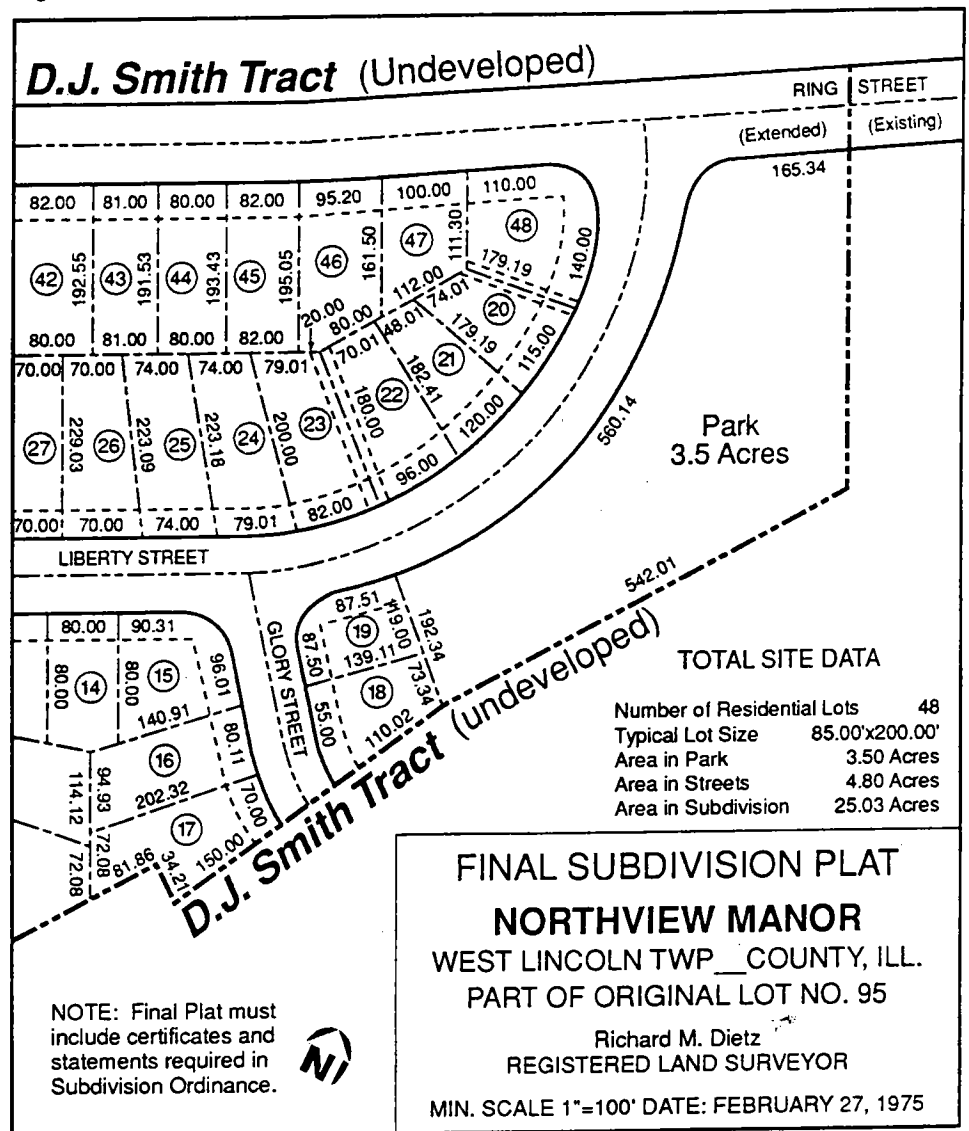 D.J. Smith Tract (Undeveloped)
RING STREET
(Extended) (Existing)
165.34
82.00 81.00 80.00 82.00 95.20 100.00 110.00
42 192.55 43 191.53 44 193.43 45 195.05 46 161.50 47 111.30 48 140.00
179.19
80.00 81.00 80.00 82.00 20.00 80.00 112.00
70.00 70.00 74.00 74.00 79.01 70.01 48.01 74.01
27 229.03 26 223.09 25 223.18 24 200.00 23 180.00 22 182.41 21 179.19 20
70.00 70.00 74.00 79.01 82.00 96.00 120.00 115.00
560.14
Park
3.5 Acres
542.01
LIBERTY STREET
GLORY STREET
80.00 90.31
80.00 14 80.00 15 96.01
140.91
16 80.11
114.12 94.93
202.32
17 70.00
72.08 72.08 81.86 34.21 150.00
87.51
87.50 19 119.00 192.34
139.11
55.00 18 73.34
110.02
D.J. Smith Tract (undeveloped)
TOTAL SITE DATA
Number of Residential Lots 48
Typical Lot Size 85.00'x200.00'
Area in Park 3.50 Acres
Area in Streets 4.80 Acres
Area in Subdivision 25.03 Acres
FINAL SUBDIVISION PLAT
NORTHVIEW MANOR
WEST LINCOLN TWP__COUNTY, ILL.
PART OF ORIGINAL LOT NO. 95
Richard M. Dietz
REGISTERED LAND SURVEYOR
MIN. SCALE 1"=100' DATE: FEBRUARY 27, 1975
NOTE: Final Plat must
include certificates and
statements required in
Subdivision Ordinance.
N